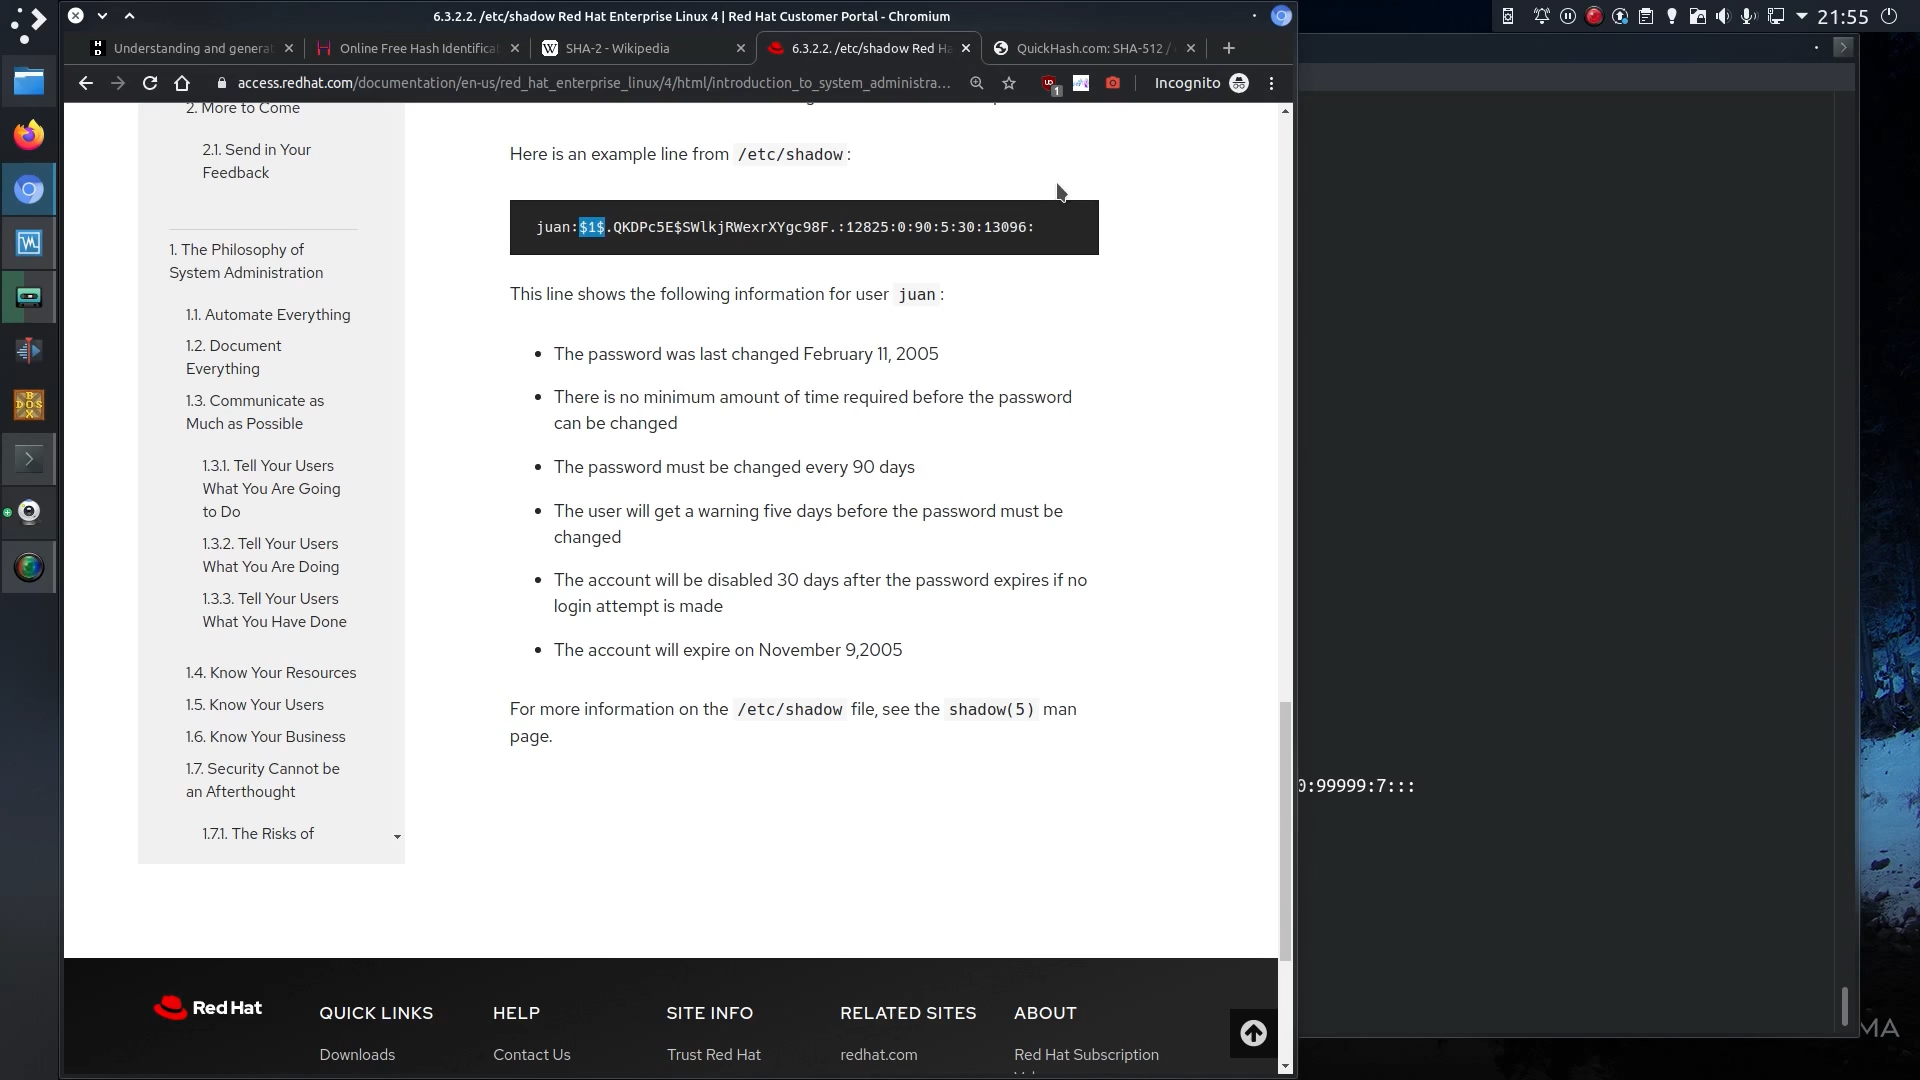 6.3.2.2. /etc/shadow Red Hat Enterprise Linux 4 | Red Hat Customer Portal - Chromium
21:55
Understanding and genera
Online Free Hash Identifica
SHA-2 - Wikipedia
6.3.2.2. /etc/shadow Red Ha
QuickHash.com: SHA-512 /
access.redhat.com/documentation/en-us/red_hat_enterprise_linux/4/html/introduction_to_system_administra...
1
Incognito
2. More to Come
2.1. Send in Your
Feedback
1. The Philosophy of
System Administration
1.1. Automate Everything
1.2. Document
Everything
1.3. Communicate as
Much as Possible
1.3.1. Tell Your Users
What You Are Going
to Do
1.3.2. Tell Your Users
What You Are Doing
1.3.3. Tell Your Users
What You Have Done
1.4. Know Your Resources
1.5. Know Your Users
1.6. Know Your Business
1.7. Security Cannot be
an Afterthought
1.7.1. The Risks of
Here is an example line from /etc/shadow:
juan:$1$.QKDPc5E$SWlkjRWexrXYgc98F.:12825:0:90:5:30:13096:
This line shows the following information for user juan:
• The password was last changed February 11, 2005
• There is no minimum amount of time required before the password
can be changed
• The password must be changed every 90 days
• The user will get a warning five days before the password must be
changed
• The account will be disabled 30 days after the password expires if no
login attempt is made
• The account will expire on November 9,2005
For more information on the /etc/shadow file, see the shadow(5) man
page.
0:99999:7:::
Red Hat
QUICK LINKS
HELP
SITE INFO
RELATED SITES
ABOUT
Downloads
Contact Us
Trust Red Hat
redhat.com
Red Hat Subscription
MA